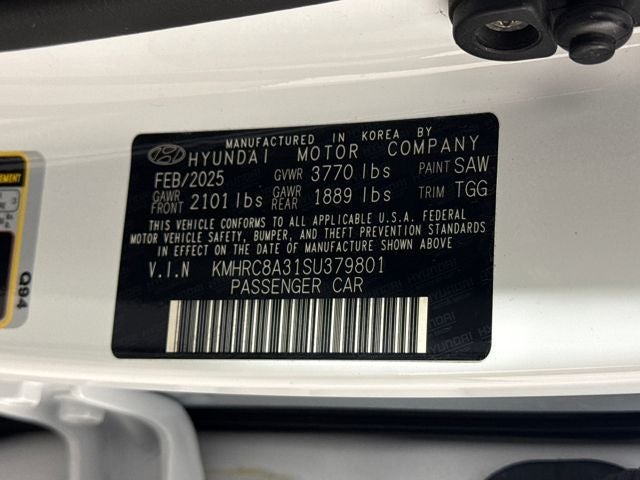 MANUFACTURED IN KOREA BY
HYUNDAI MOTOR COMPANY
FEB/2025 GVWR 3770 lbs PAINT SAW
GAWR FRONT 2101 lbs GAWR REAR 1889 lbs TRIM TGG
THIS VEHICLE CONFORMS TO ALL APPLICABLE U.S.A. FEDERAL
MOTOR VEHICLE SAFETY, BUMPER, AND THEFT PREVENTION STANDARDS
IN EFFECT ON THE DATE OF MANUFACTURE SHOWN ABOVE.
V.I.N KMHRC8A31SU379801
PASSENGER CAR
Q94